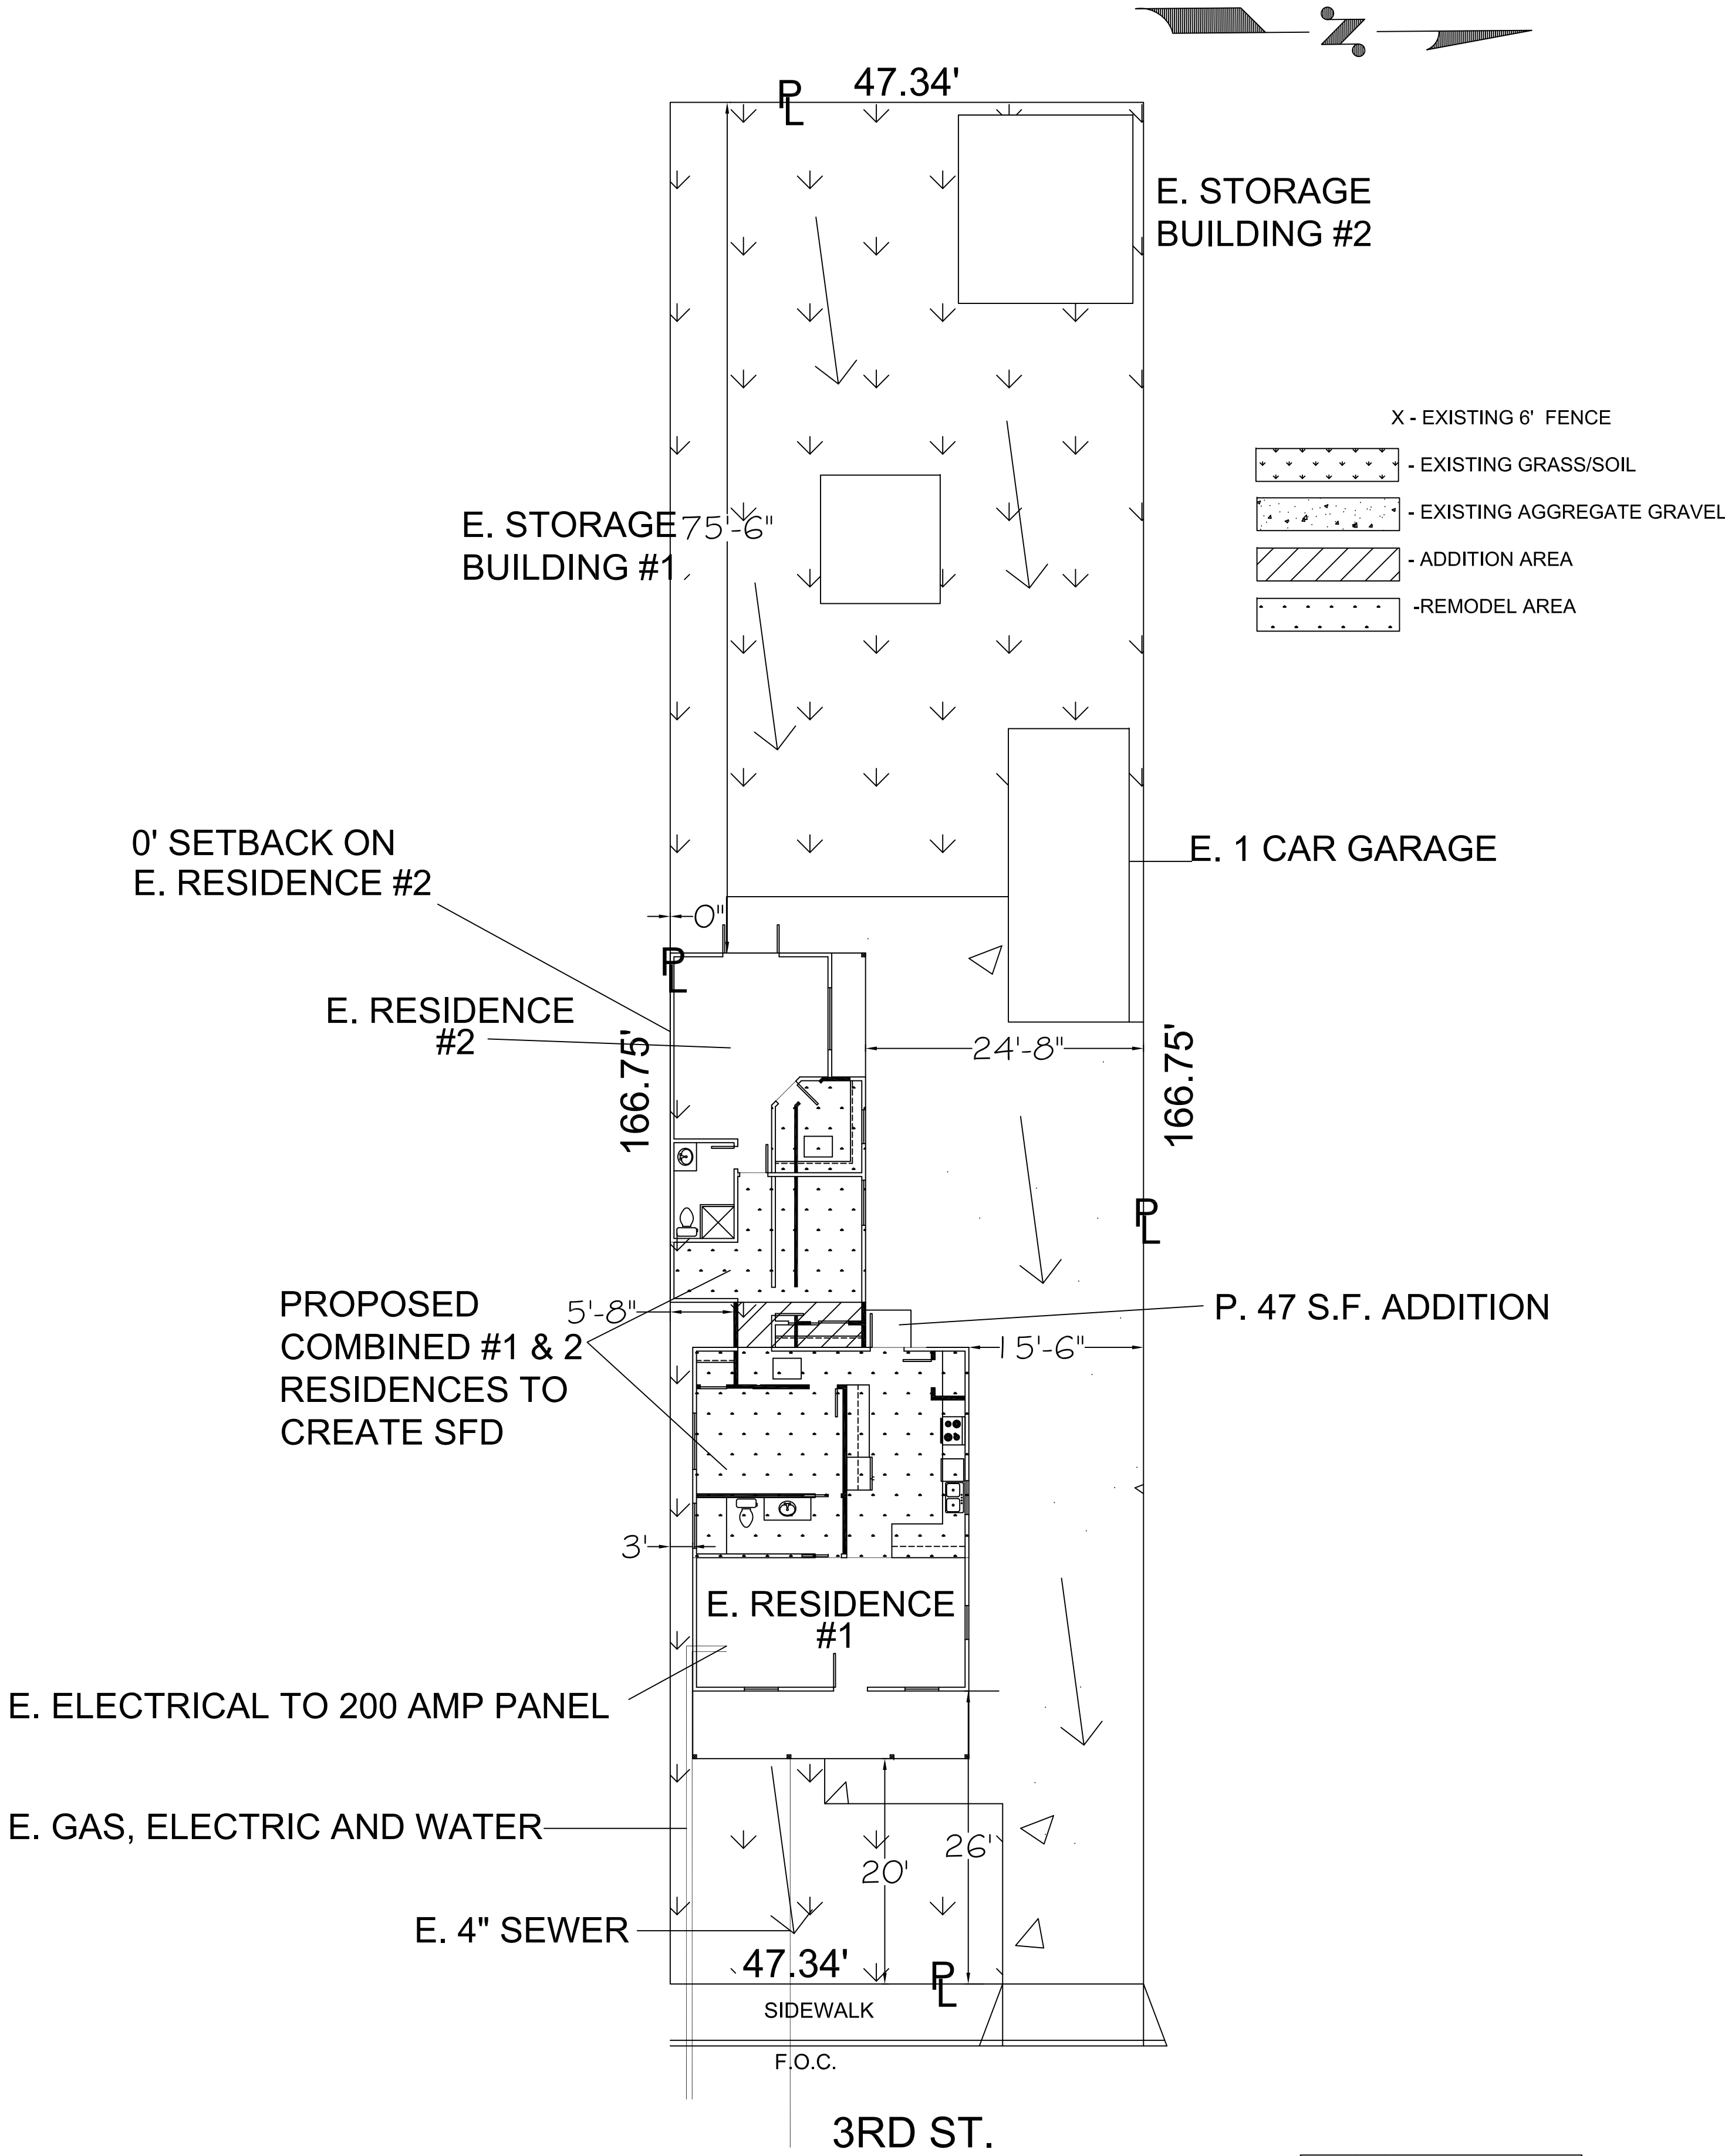 Z
47.34'
PL
E. STORAGE
BUILDING #2
X - EXISTING 6' FENCE
- EXISTING GRASS/SOIL
- EXISTING AGGREGATE GRAVEL
- ADDITION AREA
-REMODEL AREA
E. STORAGE
BUILDING #1
75'-6"
0' SETBACK ON
E. RESIDENCE #2
E. 1 CAR GARAGE
0"
PL
E. RESIDENCE
#2
166.75'
24'-8"
166.75'
PL
PROPOSED
COMBINED #1 & 2
RESIDENCES TO
CREATE SFD
5'-8"
P. 47 S.F. ADDITION
15'-6"
3'
E. RESIDENCE
#1
E. ELECTRICAL TO 200 AMP PANEL
E. GAS, ELECTRIC AND WATER
26'
20'
E. 4" SEWER
47.34'
PL
SIDEWALK
F.O.C.
3RD ST.